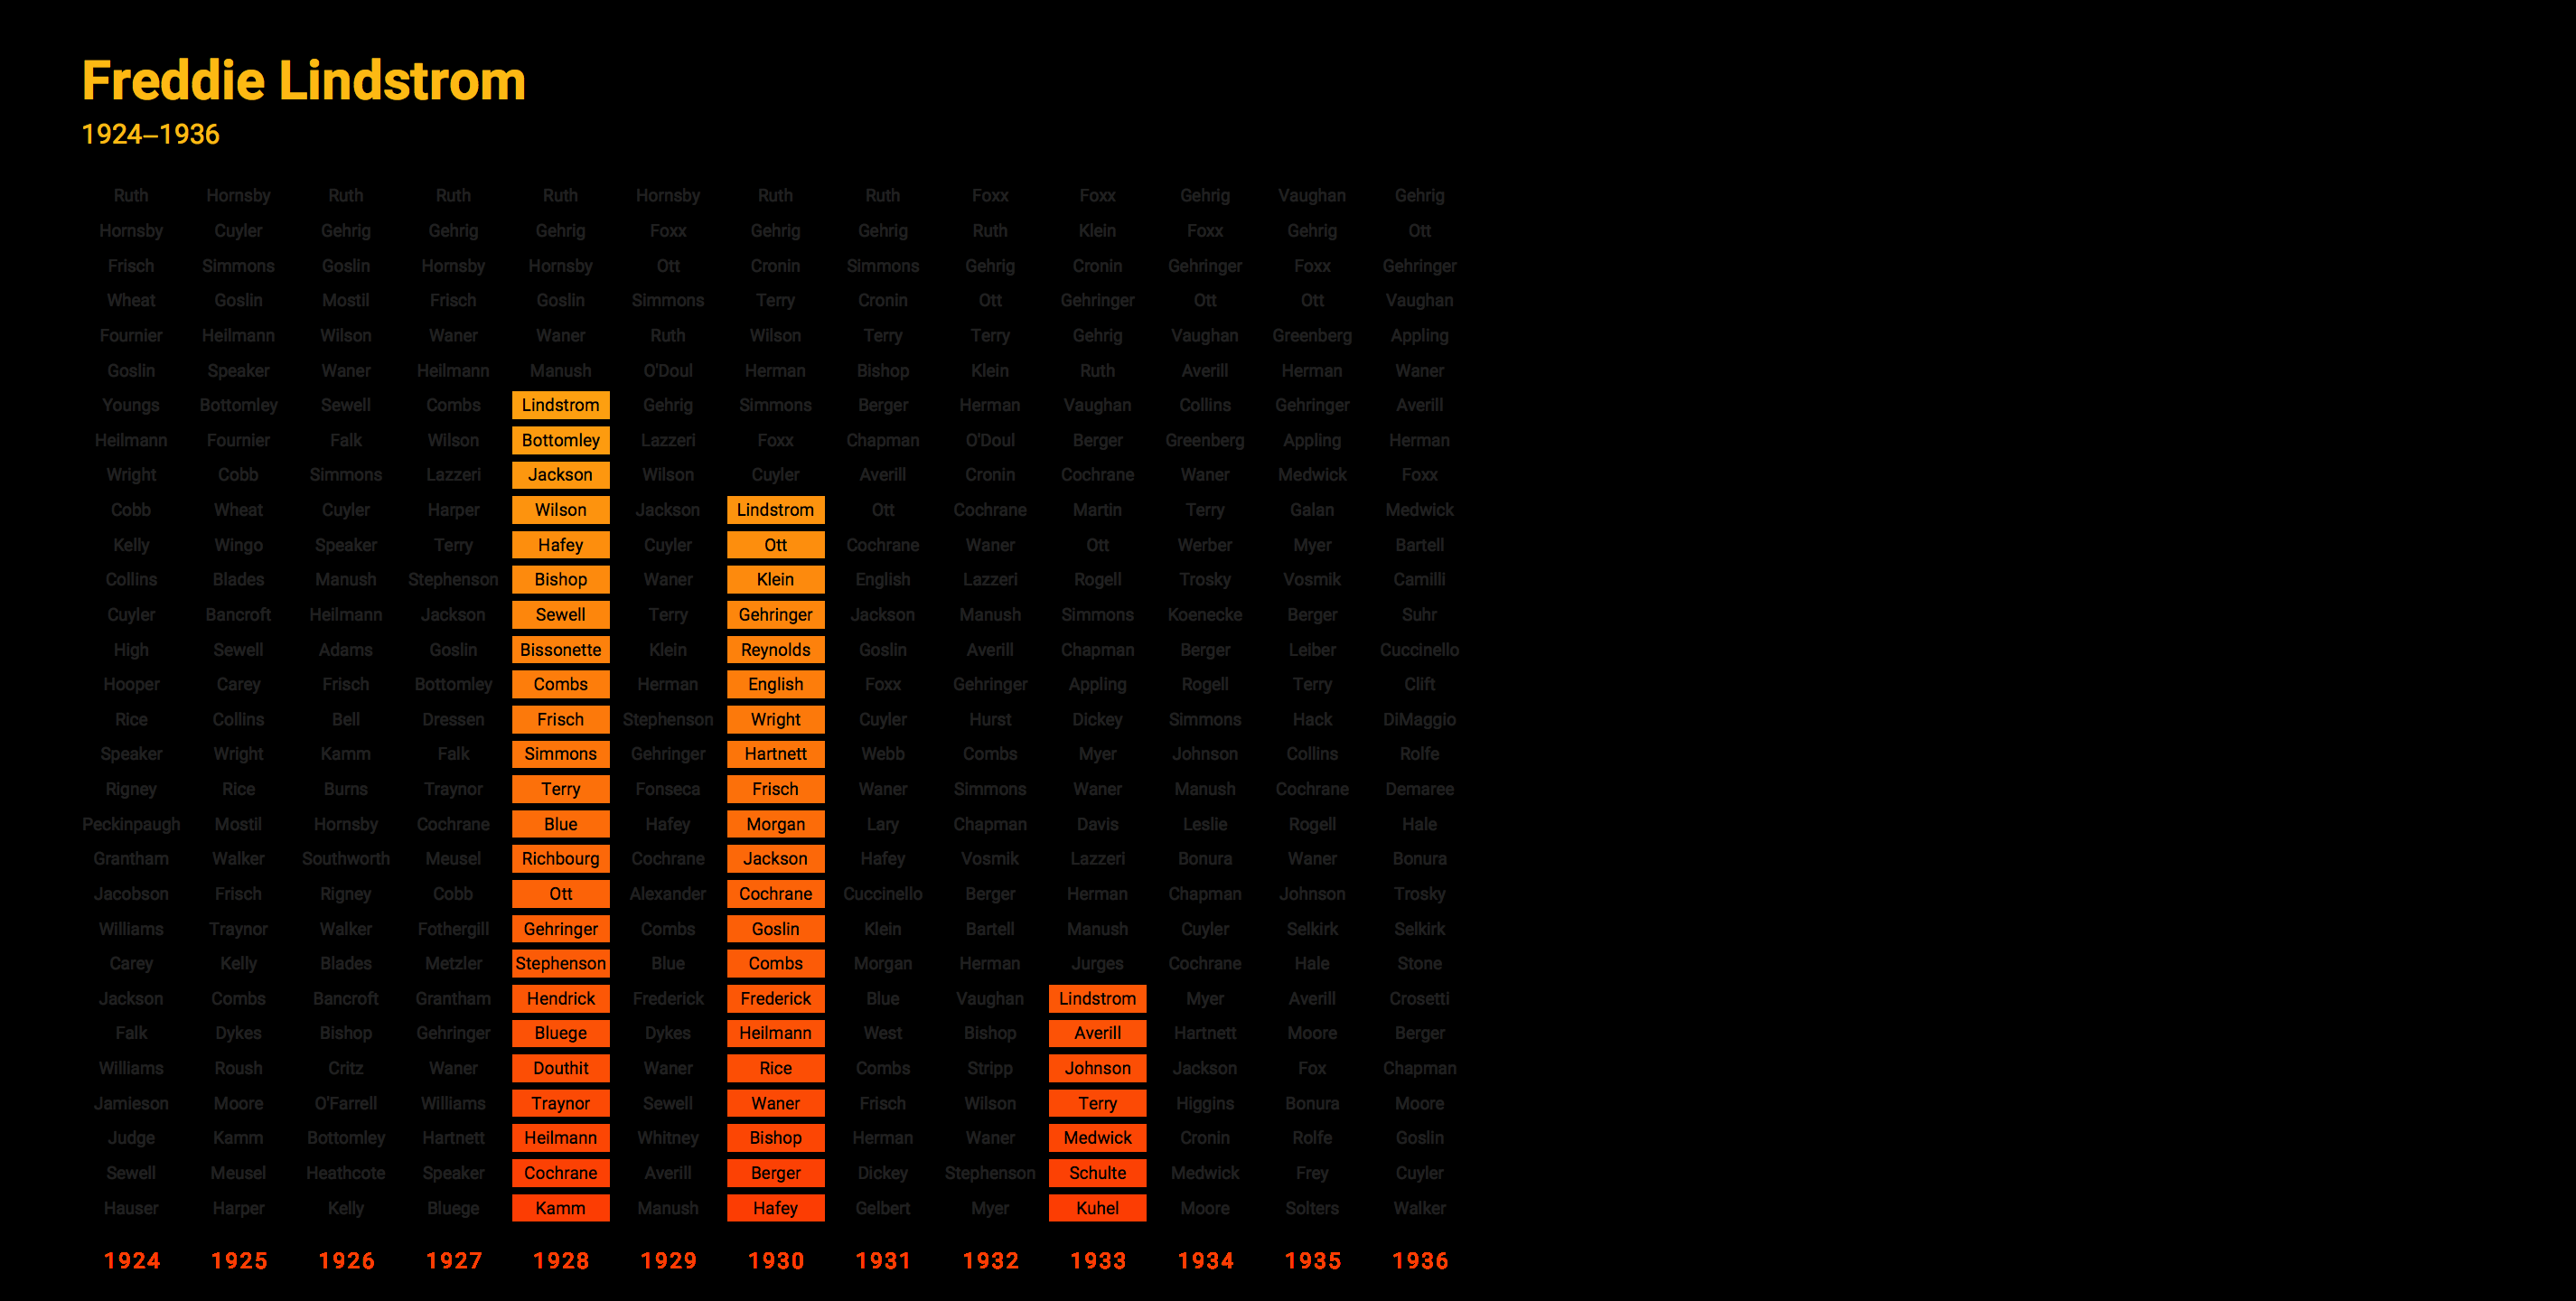 Freddie Lindstrom
1924–1936
Ruth Hornsby Ruth Ruth Ruth Hornsby Ruth Ruth Foxx Foxx Gehrig Vaughan Gehrig
Hornsby Cuyler Gehrig Gehrig Gehrig Foxx Gehrig Gehrig Ruth Klein Foxx Gehrig Ott
Frisch Simmons Goslin Hornsby Hornsby Ott Cronin Simmons Gehrig Cronin Gehringer Foxx Gehringer
Wheat Goslin Mostil Frisch Goslin Simmons Terry Cronin Ott Gehringer Ott Ott Vaughan
Fournier Heilmann Wilson Waner Waner Ruth Wilson Terry Terry Gehrig Vaughan Greenberg Appling
Goslin Speaker Waner Heilmann Manush O'Doul Herman Bishop Klein Ruth Averill Herman Waner
Youngs Bottomley Sewell Combs Lindstrom Gehrig Simmons Berger Herman Vaughan Collins Gehringer Averill
Heilmann Fournier Falk Wilson Bottomley Lazzeri Foxx Chapman O'Doul Berger Greenberg Appling Herman
Wright Cobb Simmons Lazzeri Jackson Wilson Cuyler Averill Cronin Cochrane Waner Medwick Foxx
Cobb Wheat Cuyler Harper Wilson Jackson Lindstrom Ott Cochrane Martin Terry Galan Medwick
Kelly Wingo Speaker Terry Hafey Cuyler Ott Cochrane Waner Ott Werber Myer Bartell
Collins Blades Manush Stephenson Bishop Waner Klein English Lazzeri Rogell Trosky Vosmik Camilli
Cuyler Bancroft Heilmann Jackson Sewell Terry Gehringer Jackson Manush Simmons Koenecke Berger Suhr
High Sewell Adams Goslin Bissonette Klein Reynolds Goslin Averill Chapman Berger Leiber Cuccinello
Hooper Carey Frisch Bottomley Combs Herman English Foxx Gehringer Appling Rogell Terry Clift
Rice Collins Bell Dressen Frisch Stephenson Wright Cuyler Hurst Dickey Simmons Hack DiMaggio
Speaker Wright Kamm Falk Simmons Gehringer Hartnett Webb Combs Myer Johnson Collins Rolfe
Rigney Rice Burns Traynor Terry Fonseca Frisch Waner Simmons Waner Manush Cochrane Demaree
Peckinpaugh Mostil Hornsby Cochrane Blue Hafey Morgan Lary Chapman Davis Leslie Rogell Hale
Grantham Walker Southworth Meusel Richbourg Cochrane Jackson Hafey Vosmik Lazzeri Bonura Waner Bonura
Jacobson Frisch Rigney Cobb Ott Alexander Cochrane Cuccinello Berger Herman Chapman Johnson Trosky
Williams Traynor Walker Fothergill Gehringer Combs Goslin Klein Bartell Manush Cuyler Selkirk Selkirk
Carey Kelly Blades Metzler Stephenson Blue Combs Morgan Herman Jurges Cochrane Hale Stone
Jackson Combs Bancroft Grantham Hendrick Frederick Frederick Blue Vaughan Lindstrom Myer Averill Crosetti
Falk Dykes Bishop Gehringer Bluege Dykes Heilmann West Bishop Averill Hartnett Moore Berger
Williams Roush Critz Waner Douthit Waner Rice Combs Stripp Johnson Jackson Fox Chapman
Jamieson Moore O'Farrell Williams Traynor Sewell Waner Frisch Wilson Terry Higgins Bonura Moore
Judge Kamm Bottomley Hartnett Heilmann Whitney Bishop Herman Waner Medwick Cronin Rolfe Goslin
Sewell Meusel Heathcote Speaker Cochrane Averill Berger Dickey Stephenson Schulte Medwick Frey Cuyler
Hauser Harper Kelly Bluege Kamm Manush Hafey Gelbert Myer Kuhel Moore Solters Walker
1924 1925 1926 1927 1928 1929 1930 1931 1932 1933 1934 1935 1936